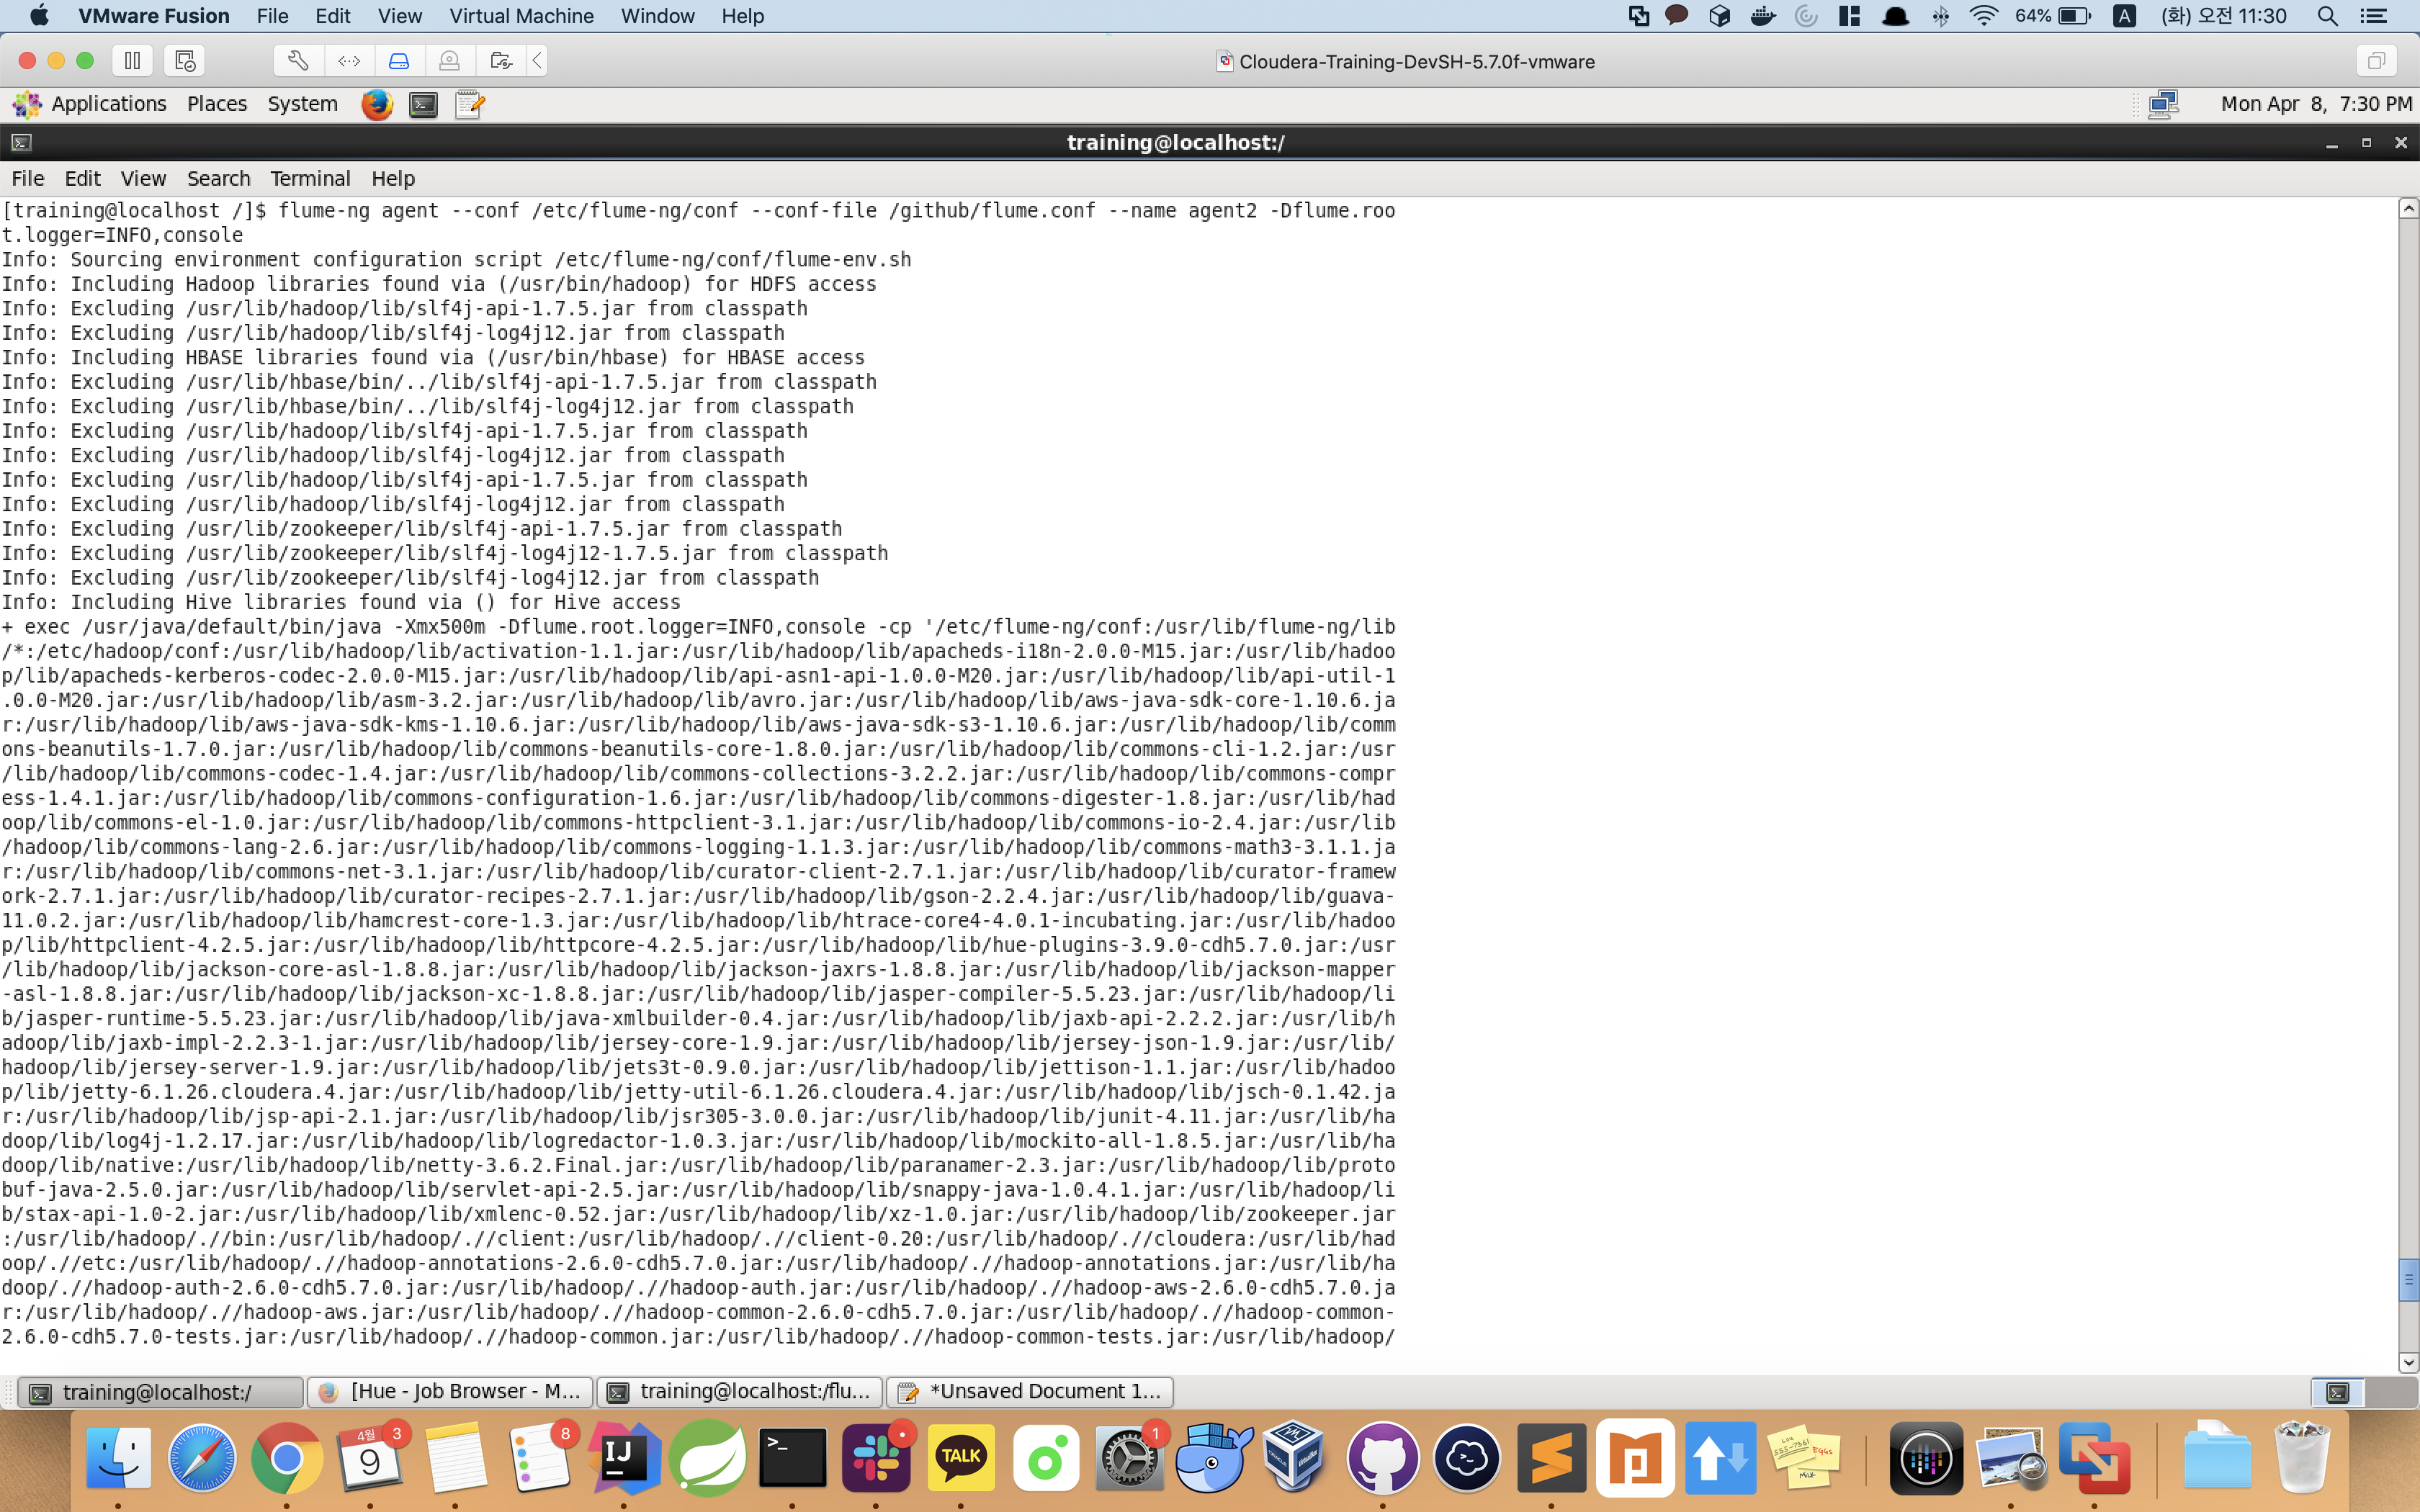 VMware Fusion File Edit View Virtual Machine Window Help 64% A (화) 오전 11:30
Cloudera-Training-DevSH-5.7.0f-vmware
Applications Places System Mon Apr 8, 7:30 PM
training@localhost:/
File Edit View Search Terminal Help
[training@localhost /]$ flume-ng agent --conf /etc/flume-ng/conf --conf-file /github/flume.conf --name agent2 -Dflume.roo
t.logger=INFO,console
Info: Sourcing environment configuration script /etc/flume-ng/conf/flume-env.sh
Info: Including Hadoop libraries found via (/usr/bin/hadoop) for HDFS access
Info: Excluding /usr/lib/hadoop/lib/slf4j-api-1.7.5.jar from classpath
Info: Excluding /usr/lib/hadoop/lib/slf4j-log4j12.jar from classpath
Info: Including HBASE libraries found via (/usr/bin/hbase) for HBASE access
Info: Excluding /usr/lib/hbase/bin/../lib/slf4j-api-1.7.5.jar from classpath
Info: Excluding /usr/lib/hbase/bin/../lib/slf4j-log4j12.jar from classpath
Info: Excluding /usr/lib/hadoop/lib/slf4j-api-1.7.5.jar from classpath
Info: Excluding /usr/lib/hadoop/lib/slf4j-log4j12.jar from classpath
Info: Excluding /usr/lib/hadoop/lib/slf4j-api-1.7.5.jar from classpath
Info: Excluding /usr/lib/hadoop/lib/slf4j-log4j12.jar from classpath
Info: Excluding /usr/lib/zookeeper/lib/slf4j-api-1.7.5.jar from classpath
Info: Excluding /usr/lib/zookeeper/lib/slf4j-log4j12-1.7.5.jar from classpath
Info: Excluding /usr/lib/zookeeper/lib/slf4j-log4j12.jar from classpath
Info: Including Hive libraries found via () for Hive access
+ exec /usr/java/default/bin/java -Xmx500m -Dflume.root.logger=INFO,console -cp '/etc/flume-ng/conf:/usr/lib/flume-ng/lib
/*:/etc/hadoop/conf:/usr/lib/hadoop/lib/activation-1.1.jar:/usr/lib/hadoop/lib/apacheds-i18n-2.0.0-M15.jar:/usr/lib/hadoo
p/lib/apacheds-kerberos-codec-2.0.0-M15.jar:/usr/lib/hadoop/lib/api-asn1-api-1.0.0-M20.jar:/usr/lib/hadoop/lib/api-util-1
.0.0-M20.jar:/usr/lib/hadoop/lib/asm-3.2.jar:/usr/lib/hadoop/lib/avro.jar:/usr/lib/hadoop/lib/aws-java-sdk-core-1.10.6.ja
r:/usr/lib/hadoop/lib/aws-java-sdk-kms-1.10.6.jar:/usr/lib/hadoop/lib/aws-java-sdk-s3-1.10.6.jar:/usr/lib/hadoop/lib/comm
ons-beanutils-1.7.0.jar:/usr/lib/hadoop/lib/commons-beanutils-core-1.8.0.jar:/usr/lib/hadoop/lib/commons-cli-1.2.jar:/usr
/lib/hadoop/lib/commons-codec-1.4.jar:/usr/lib/hadoop/lib/commons-collections-3.2.2.jar:/usr/lib/hadoop/lib/commons-compr
ess-1.4.1.jar:/usr/lib/hadoop/lib/commons-configuration-1.6.jar:/usr/lib/hadoop/lib/commons-digester-1.8.jar:/usr/lib/had
oop/lib/commons-el-1.0.jar:/usr/lib/hadoop/lib/commons-httpclient-3.1.jar:/usr/lib/hadoop/lib/commons-io-2.4.jar:/usr/lib
/hadoop/lib/commons-lang-2.6.jar:/usr/lib/hadoop/lib/commons-logging-1.1.3.jar:/usr/lib/hadoop/lib/commons-math3-3.1.1.ja
r:/usr/lib/hadoop/lib/commons-net-3.1.jar:/usr/lib/hadoop/lib/curator-client-2.7.1.jar:/usr/lib/hadoop/lib/curator-framew
ork-2.7.1.jar:/usr/lib/hadoop/lib/curator-recipes-2.7.1.jar:/usr/lib/hadoop/lib/gson-2.2.4.jar:/usr/lib/hadoop/lib/guava-
11.0.2.jar:/usr/lib/hadoop/lib/hamcrest-core-1.3.jar:/usr/lib/hadoop/lib/htrace-core4-4.0.1-incubating.jar:/usr/lib/hadoo
p/lib/httpclient-4.2.5.jar:/usr/lib/hadoop/lib/httpcore-4.2.5.jar:/usr/lib/hadoop/lib/hue-plugins-3.9.0-cdh5.7.0.jar:/usr
/lib/hadoop/lib/jackson-core-asl-1.8.8.jar:/usr/lib/hadoop/lib/jackson-jaxrs-1.8.8.jar:/usr/lib/hadoop/lib/jackson-mapper
-asl-1.8.8.jar:/usr/lib/hadoop/lib/jackson-xc-1.8.8.jar:/usr/lib/hadoop/lib/jasper-compiler-5.5.23.jar:/usr/lib/hadoop/li
b/jasper-runtime-5.5.23.jar:/usr/lib/hadoop/lib/java-xmlbuilder-0.4.jar:/usr/lib/hadoop/lib/jaxb-api-2.2.2.jar:/usr/lib/h
adoop/lib/jaxb-impl-2.2.3-1.jar:/usr/lib/hadoop/lib/jersey-core-1.9.jar:/usr/lib/hadoop/lib/jersey-json-1.9.jar:/usr/lib/
hadoop/lib/jersey-server-1.9.jar:/usr/lib/hadoop/lib/jets3t-0.9.0.jar:/usr/lib/hadoop/lib/jettison-1.1.jar:/usr/lib/hadoo
p/lib/jetty-6.1.26.cloudera.4.jar:/usr/lib/hadoop/lib/jetty-util-6.1.26.cloudera.4.jar:/usr/lib/hadoop/lib/jsch-0.1.42.ja
r:/usr/lib/hadoop/lib/jsp-api-2.1.jar:/usr/lib/hadoop/lib/jsr305-3.0.0.jar:/usr/lib/hadoop/lib/junit-4.11.jar:/usr/lib/ha
doop/lib/log4j-1.2.17.jar:/usr/lib/hadoop/lib/logredactor-1.0.3.jar:/usr/lib/hadoop/lib/mockito-all-1.8.5.jar:/usr/lib/ha
doop/lib/native:/usr/lib/hadoop/lib/netty-3.6.2.Final.jar:/usr/lib/hadoop/lib/paranamer-2.3.jar:/usr/lib/hadoop/lib/proto
buf-java-2.5.0.jar:/usr/lib/hadoop/lib/servlet-api-2.5.jar:/usr/lib/hadoop/lib/snappy-java-1.0.4.1.jar:/usr/lib/hadoop/li
b/stax-api-1.0-2.jar:/usr/lib/hadoop/lib/xmlenc-0.52.jar:/usr/lib/hadoop/lib/xz-1.0.jar:/usr/lib/hadoop/lib/zookeeper.jar
:/usr/lib/hadoop/.//bin:/usr/lib/hadoop/.//client:/usr/lib/hadoop/.//client-0.20:/usr/lib/hadoop/.//cloudera:/usr/lib/had
oop/.//etc:/usr/lib/hadoop/.//hadoop-annotations-2.6.0-cdh5.7.0.jar:/usr/lib/hadoop/.//hadoop-annotations.jar:/usr/lib/ha
doop/.//hadoop-auth-2.6.0-cdh5.7.0.jar:/usr/lib/hadoop/.//hadoop-auth.jar:/usr/lib/hadoop/.//hadoop-aws-2.6.0-cdh5.7.0.ja
r:/usr/lib/hadoop/.//hadoop-aws.jar:/usr/lib/hadoop/.//hadoop-common-2.6.0-cdh5.7.0.jar:/usr/lib/hadoop/.//hadoop-common-
2.6.0-cdh5.7.0-tests.jar:/usr/lib/hadoop/.//hadoop-common.jar:/usr/lib/hadoop/.//hadoop-common-tests.jar:/usr/lib/hadoop/
training@localhost:/ [Hue - Job Browser - M... training@localhost:/flu... *Unsaved Document 1...
4월 9 3 8 IJ >_ TALK 1